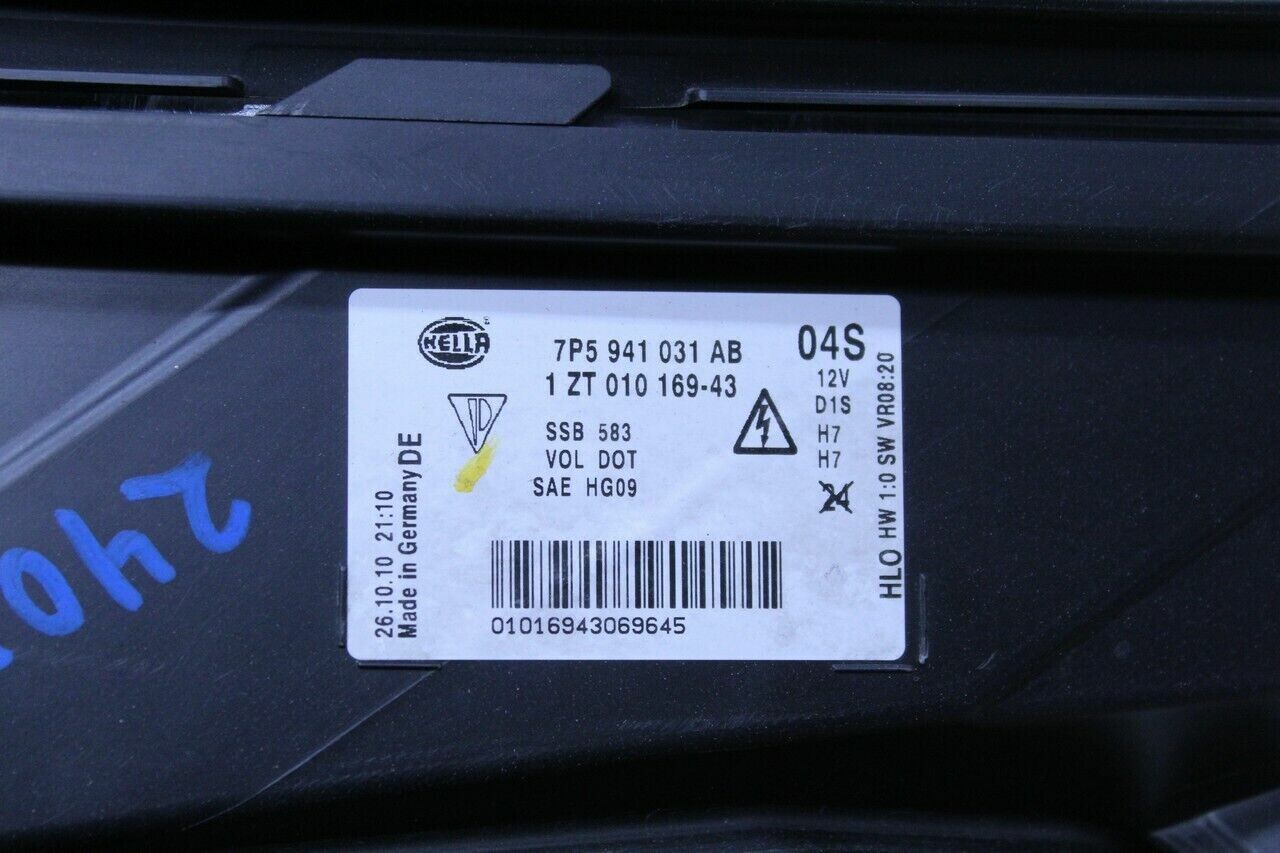 HELLA
7P5 941 031 AB
1 ZT 010 169-43
04S
12V
D1S
H7
H7
24
SSB 583
VOL DOT
SAE HG09
HLO HW 1:0 SW VR08:20
26.10.10 21:10
Made in Germany DE
01016943069645
240